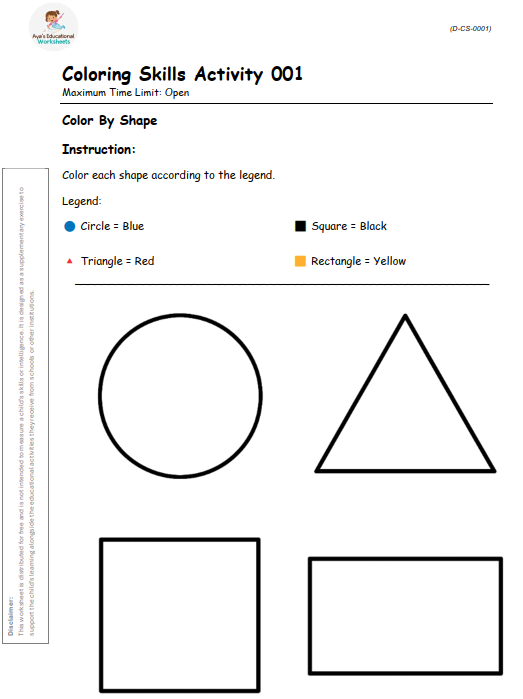 Aya's Educational
Worksheets
(D-CS-0001)
Coloring Skills Activity 001
Maximum Time Limit: Open
Color By Shape
Instruction:
Color each shape according to the legend.
Legend:
Circle = Blue
Square = Black
Triangle = Red
Rectangle = Yellow
Disclaimer:
This worksheet is distributed for free and is not intended to measure a child's skills or intelligence. It is designed as a supplementary exercise to
support the child's learning alongside the educational activities they receive from schools or other institutions.